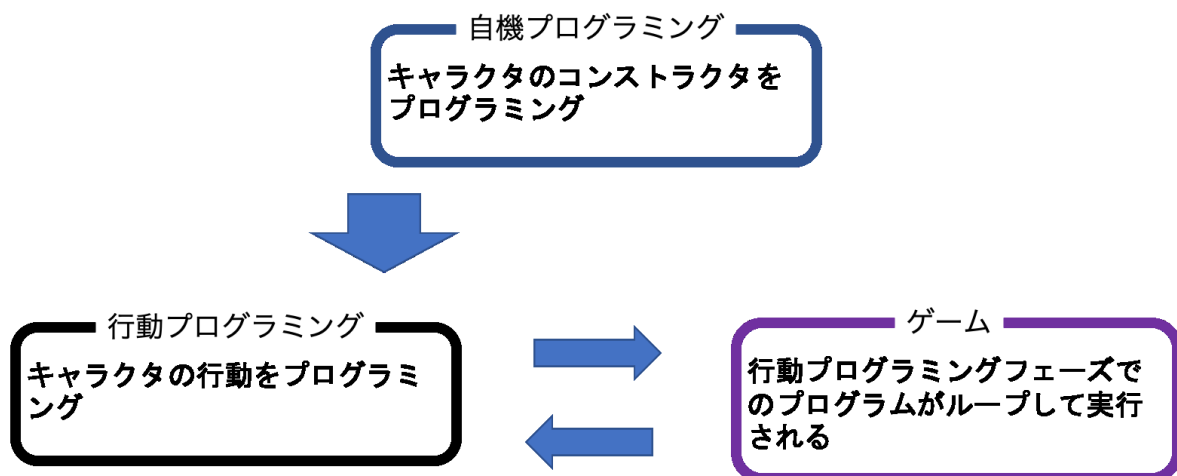 自機プログラミング
キャラクタのコンストラクタを
プログラミング
行動プログラミング
キャラクタの行動をプログラミ
ング
ゲーム
行動プログラミングフェーズで
のプログラムがループして実行
される